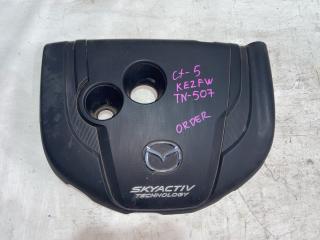 CX-5
KE2FW
TN-507
ORDER
SKYACTIV
TECHNOLOGY